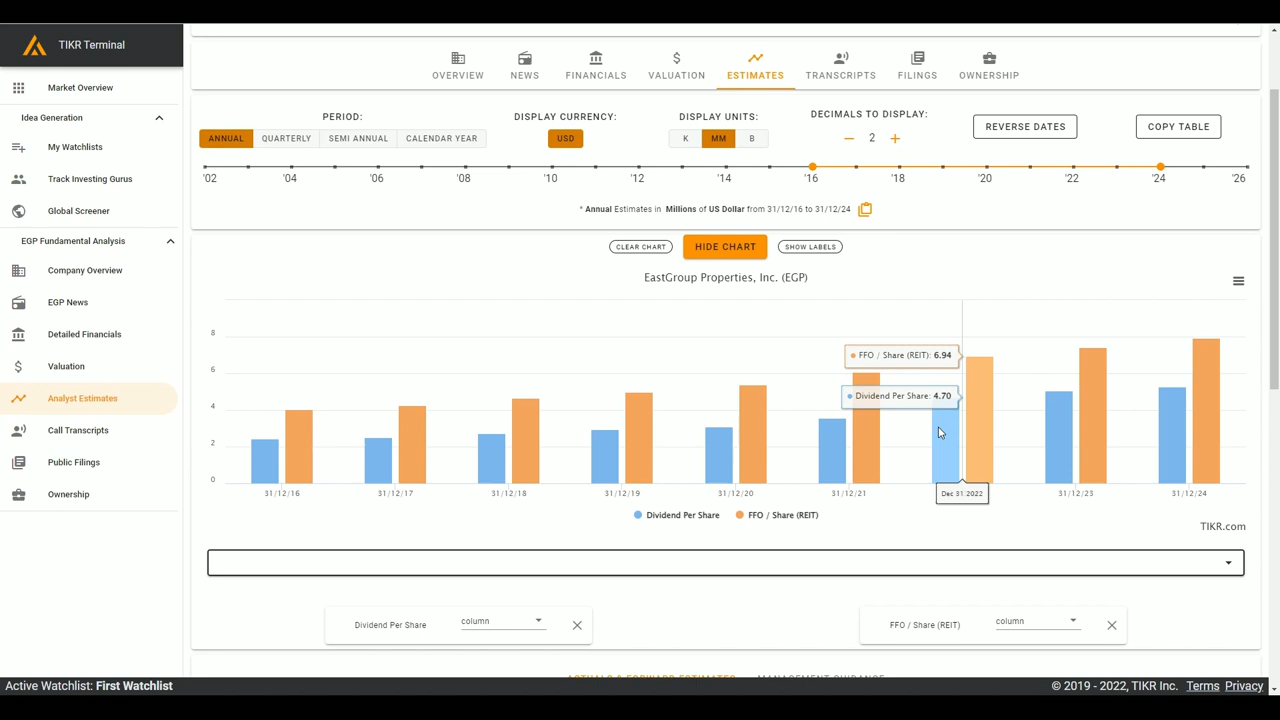 TIKR Terminal
Market Overview
Idea Generation
My Watchlists
Track Investing Gurus
Global Screener
EGP Fundamental Analysis
Company Overview
EGP News
Detailed Financials
Valuation
Analyst Estimates
Call Transcripts
Public Filings
Ownership
OVERVIEW NEWS FINANCIALS VALUATION ESTIMATES TRANSCRIPTS FILINGS OWNERSHIP
PERIOD: DISPLAY CURRENCY: DISPLAY UNITS: DECIMALS TO DISPLAY:
ANNUAL QUARTERLY SEMI ANNUAL CALENDAR YEAR USD K MM B 2 REVERSE DATES COPY TABLE
'02 '04 '06 '08 '10 '12 '14 '16 '18 '20 '22 '24 '26
* Annual Estimates in Millions of US Dollar from 31/12/16 to 31/12/24
CLEAR CHART HIDE CHART SHOW LABELS
EastGroup Properties, Inc. (EGP)
8
6
4
2
0
FFO / Share (REIT): 6.94
Dividend Per Share: 4.70
Dec 31 2022
31/12/16 31/12/17 31/12/18 31/12/19 31/12/20 31/12/21 31/12/23 31/12/24
Dividend Per Share FFO / Share (REIT)
TIKR.com
Dividend Per Share column FFO / Share (REIT) column
ACTUALS & FORWARD ESTIMATES MANAGEMENT GUIDANCE
Active Watchlist: First Watchlist © 2019 - 2022, TIKR Inc. Terms Privacy